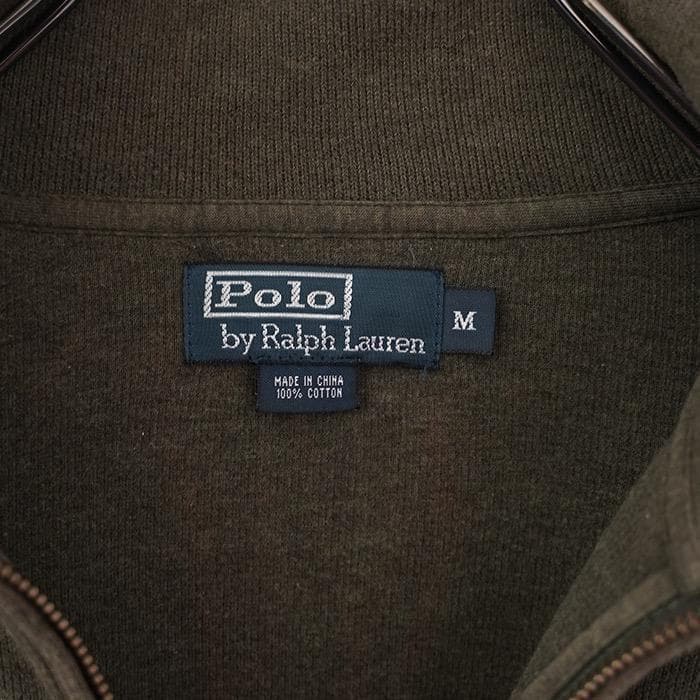 Polo
by Ralph Lauren
M
MADE IN CHINA
100% COTTON